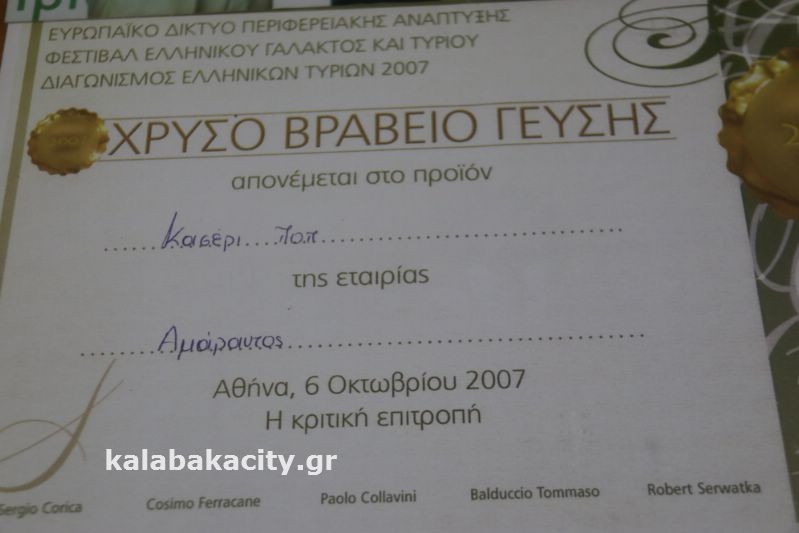 ΕΥΡΩΠΑΪΚΟ ΔΙΚΤΥΟ ΠΕΡΙΦΕΡΕΙΑΚΗΣ ΑΝΑΠΤΥΞΗΣ
ΦΕΣΤΙΒΑΛ ΕΛΛΗΝΙΚΟΥ ΓΑΛΑΚΤΟΣ ΚΑΙ ΤΥΡΙΟΥ
ΔΙΑΓΩΝΙΣΜΟΣ ΕΛΛΗΝΙΚΩΝ ΤΥΡΙΩΝ 2007
ΧΡΥΣΟ ΒΡΑΒΕΙΟ ΓΕΥΣΗΣ
απονέμεται στο προϊόν
Κασέρι ΠΟΠ
της εταιρίας
Αμάραντος
Αθήνα, 6 Οκτωβρίου 2007
Η κριτική επιτροπή
kalabakacity.gr
Sergio Corica Cosimo Ferracane Paolo Collavini Balduccio Tommaso Robert Serwatka